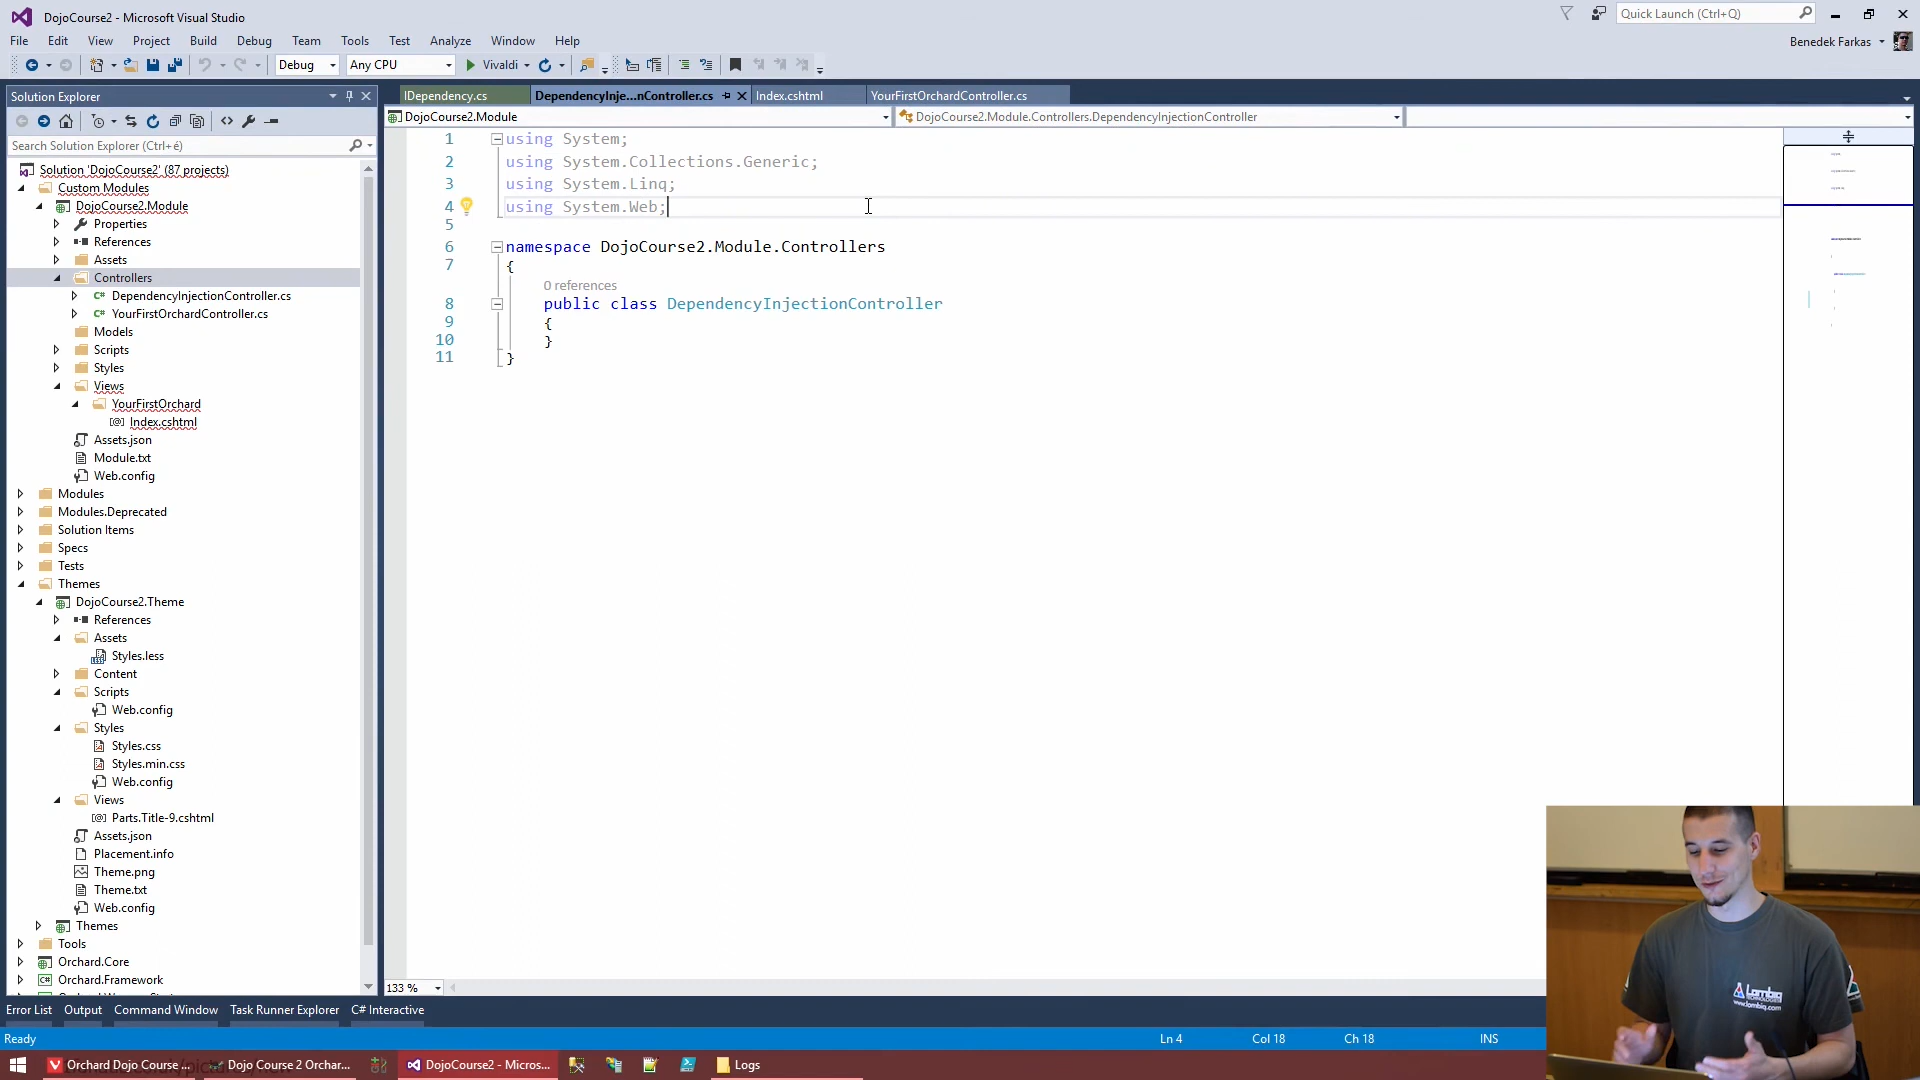 DojoCourse2 - Microsoft Visual Studio
Quick Launch (Ctrl+Q)
File Edit View Project Build Debug Team Tools Test Analyze Window Help
Benedek Farkas
Debug Any CPU Vivaldi
Solution Explorer
IDependency.cs DependencyInje...nController.cs Index.cshtml YourFirstOrchardController.cs
DojoCourse2.Module DojoCourse2.Module.Controllers.DependencyInjectionController
Search Solution Explorer (Ctrl+é)
Solution 'DojoCourse2' (87 projects)
Custom Modules
DojoCourse2.Module
Properties
References
Assets
Controllers
DependencyInjectionController.cs
YourFirstOrchardController.cs
Models
Scripts
Styles
Views
YourFirstOrchard
Index.cshtml
Assets.json
Module.txt
Web.config
Modules
Modules.Deprecated
Solution Items
Specs
Tests
Themes
DojoCourse2.Theme
References
Assets
Styles.less
Content
Scripts
Web.config
Styles
Styles.css
Styles.min.css
Web.config
Views
Parts.Title-9.cshtml
Assets.json
Placement.info
Theme.png
Theme.txt
Web.config
Themes
Tools
Orchard.Core
Orchard.Framework
1 using System;
2 using System.Collections.Generic;
3 using System.Linq;
4 using System.Web;
5
6 namespace DojoCourse2.Module.Controllers
7 {
0 references
8 public class DependencyInjectionController
9 {
10 }
11 }
133 %
Error List Output Command Window Task Runner Explorer C# Interactive
Ready Ln 4 Col 18 Ch 18 INS
Orchard Dojo Course ... Dojo Course 2 Orchar... DojoCourse2 - Micros... Logs
Lombiq
TECHNOLOGIES
www.lombiq.com